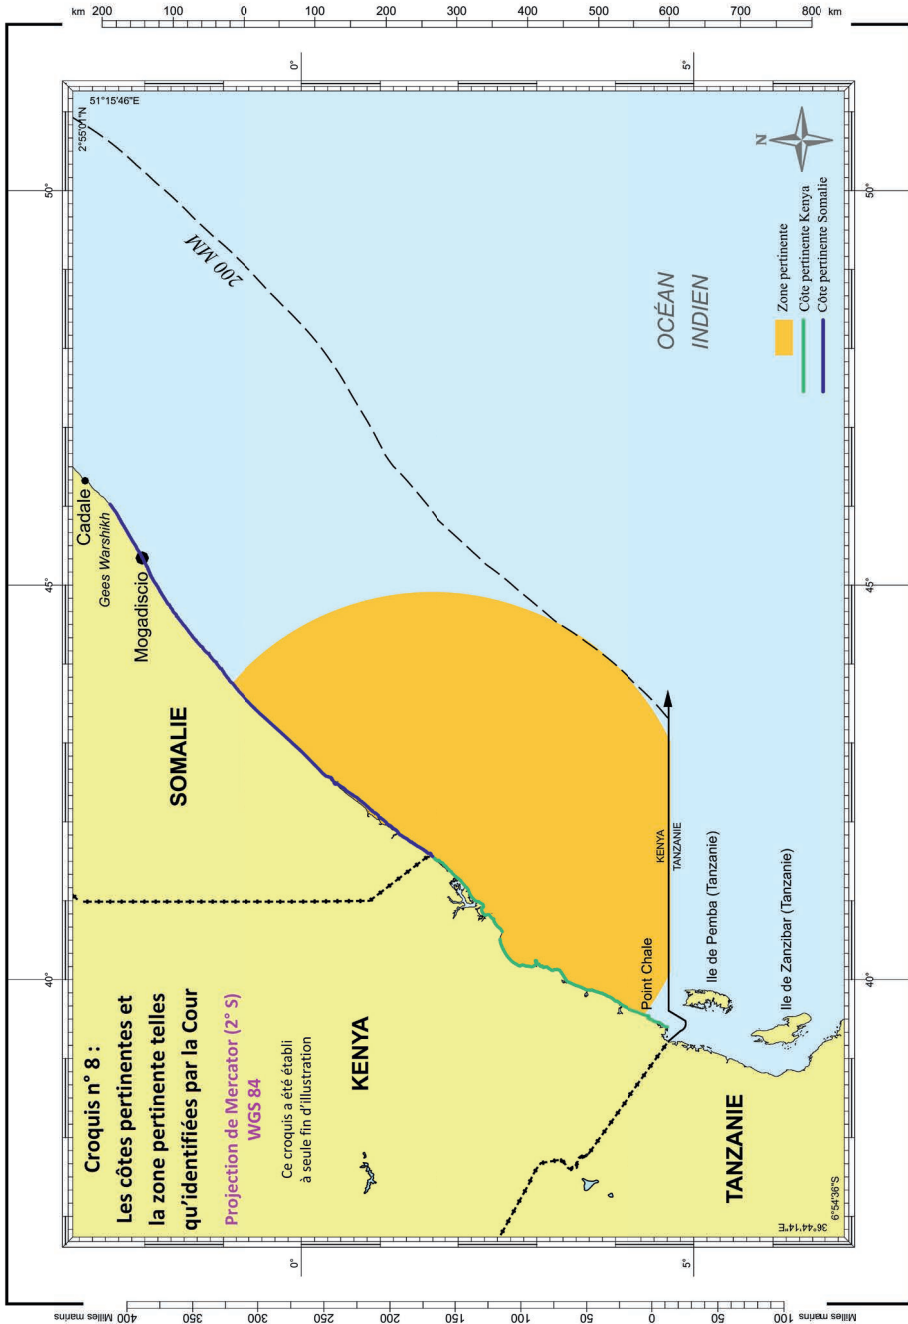 Croquis n° 8 :
Les côtes pertinentes et
la zone pertinente telles
qu'identifiées par la Cour
Projection de Mercator (2° S)
WGS 84
Ce croquis a été établi
à seule fin d'illustration
40°
45°
50°
2°55'01"N
51°15'46"E
Cadale
Gees Warshikh
Mogadiscio
SOMALIE
200 MM
0°
0°
KENYA
OCÉAN
INDIEN
Point Chale
KENYA
TANZANIE
5°
5°
Ile de Pemba (Tanzanie)
Ile de Zanzibar (Tanzanie)
TANZANIE
N
Zone pertinente
Côte pertinente Kenya
Côte pertinente Somalie
36°44'14"E
6°54'36"S
40°
45°
50°
Milles marins
400
350
300
250
200
150
100
50
0
50
100
Milles marins
km
200
100
0
100
200
300
400
500
600
700
800
km